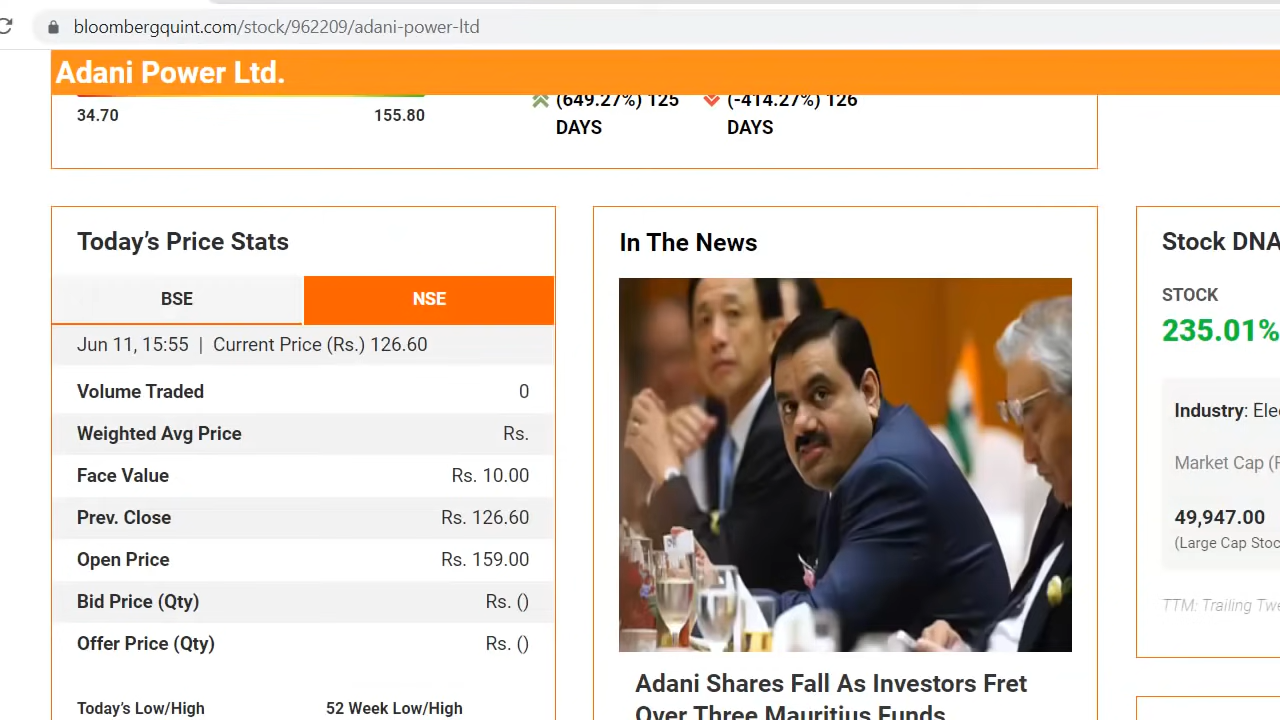 bloombergquint.com/stock/962209/adani-power-ltd
Adani Power Ltd.
34.70 155.80
(649.27%) 125 DAYS
(-414.27%) 126 DAYS
Today’s Price Stats
BSE NSE
Jun 11, 15:55 | Current Price (Rs.) 126.60
Volume Traded 0
Weighted Avg Price Rs.
Face Value Rs. 10.00
Prev. Close Rs. 126.60
Open Price Rs. 159.00
Bid Price (Qty) Rs. ()
Offer Price (Qty) Rs. ()
Today’s Low/High 52 Week Low/High
In The News
Adani Shares Fall As Investors Fret
Over Three Mauritius Funds
Stock DNA
STOCK
235.01%
Industry: Ele
Market Cap (
49,947.00
(Large Cap Stoc
TTM: Trailing Twe